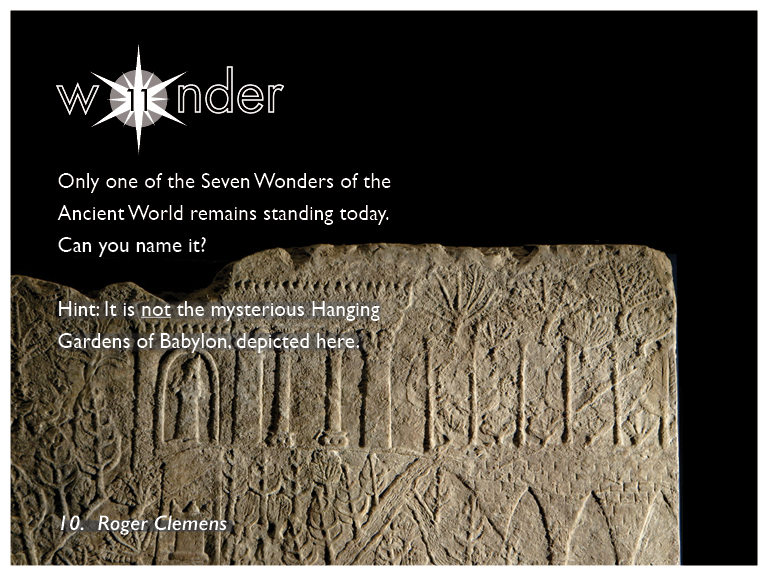 w11nder
Only one of the Seven Wonders of the
Ancient World remains standing today.
Can you name it?
Hint: It is not the mysterious Hanging
Gardens of Babylon, depicted here.
10. Roger Clemens